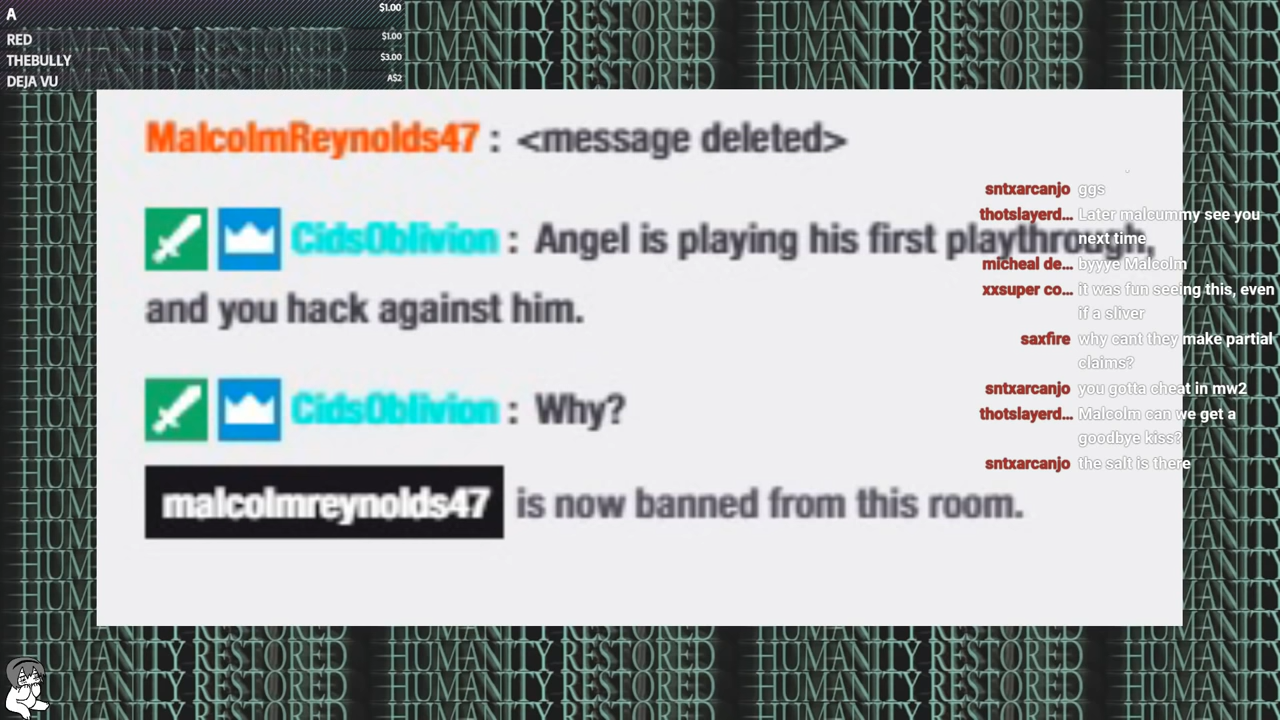 A $1.00
RED $1.00
THEBULLY $3.00
DEJA VU A$2
HUMANITY RESTORED
MalcolmReynolds47 : <message deleted>
CidsOblivion : Angel is playing his first playthrough,
and you hack against him.
CidsOblivion : Why?
malcolmreynolds47 is now banned from this room.
sntxarcanjo ggs
thotslayerd... Later malcummy see you
next time
micheal de... byyye Malcolm
xxsuper co... it was fun seeing this, even
if a sliver
saxfire why cant they make partial
claims?
sntxarcanjo you gotta cheat in mw2
thotslayerd... Malcolm can we get a
goodbye kiss?
sntxarcanjo the salt is there